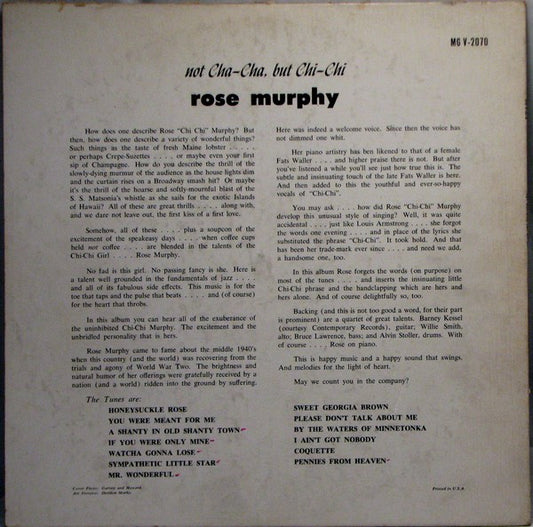 MG V-2070
not Cha-Cha, but Chi-Chi
rose murphy
How does one describe Rose "Chi Chi" Murphy? But
then, how does one describe a variety of wonderful things?
Such things as the taste of fresh Maine lobster . . . .
or perhaps Crepe-Suzettes . . . . or maybe even your first
sip of Champagne. How do you describe the thrill of the
slowly-dying murmur of the audience as the house lights dim
and the curtain rises on a Broadway smash hit? Or maybe
it's the thrill of the hoarse and softly-mournful blast of the
S. S. Matsonia's whistle as she sails for the exotic Islands
of Hawaii? All of these are great thrills . . . . along with,
and we dare not leave out, the first kiss of a first love.
Somehow, all of these . . . . plus a soupcon of the
excitement of the speakeasy days . . . . when coffee cups
held not coffee . . . . are blended in the talents of the
Chi-Chi Girl . . . . Rose Murphy.
No fad is this girl. No passing fancy is she. Here is
a talent well grounded in the fundamentals of jazz . . . .
and all of its fabulous side effects. This music is for the
toe that taps and the pulse that beats . . . . and (of course)
for the heart that throbs.
In this album you can hear all of the exuberance of
the uninhibited Chi-Chi Murphy. The excitement and the
unbridled personality that is hers.
Rose Murphy came to fame about the middle 1940's
when this country (and the world) was recovering from the
trials and agony of World War Two. The brightness and
natural humor of her offerings were gratefully received by a
nation (and a world) ridden into the ground by suffering.
Here was indeed a welcome voice. Since then the voice has
not dimmed one whit.
Her piano artistry has ben likened to that of a female
Fats Waller . . . . and higher praise there is not. But after
you've listened a while you'll see just how true this is. The
subtle and insinuating touch of the late Fats Waller is here.
And then added to this the youthful and ever-so-happy
vocals of "Chi-Chi".
You may ask . . . . how did Rose "Chi-Chi" Murphy
develop this unusual style of singing? Well, it was quite
accidental . . . . just like Louis Armstrong . . . . she forgot
the words one evening . . . . and in place of the lyrics she
substituted the phrase "Chi-Chi". It took hold. And that
has been her trade-mark ever since . . . . and need we add,
a handsome one, too.
In this album Rose forgets the words (on purpose) on
most of the tunes . . . . and inserts the insinuating little
Chi-Chi phrase and the handclapping which are hers and
hers alone. And of course delightfully so, too.
Backing (and this is not too good a word, for their part
is prominent) are a quartet of great talents. Barney Kessel
(courtesy Contemporary Records), guitar; Willie Smith,
alto; Bruce Lawrence, bass; and Alvin Stoller, drums. With
of course . . . . Rose on piano.
This is happy music and a happy sound that swings.
And melodies for the light of heart.
May we count you in the company?
The Tunes are:
HONEYSUCKLE ROSE
YOU WERE MEANT FOR ME
A SHANTY IN OLD SHANTY TOWN
IF YOU WERE ONLY MINE
WATCHA GONNA LOSE
SYMPATHETIC LITTLE STAR
MR. WONDERFUL
SWEET GEORGIA BROWN
PLEASE DON'T TALK ABOUT ME
BY THE WATERS OF MINNETONKA
I AIN'T GOT NOBODY
COQUETTE
PENNIES FROM HEAVEN
Cover Photo: Garrett and Howard
Art Director: Sheldon Marks
Printed in U.S.A.